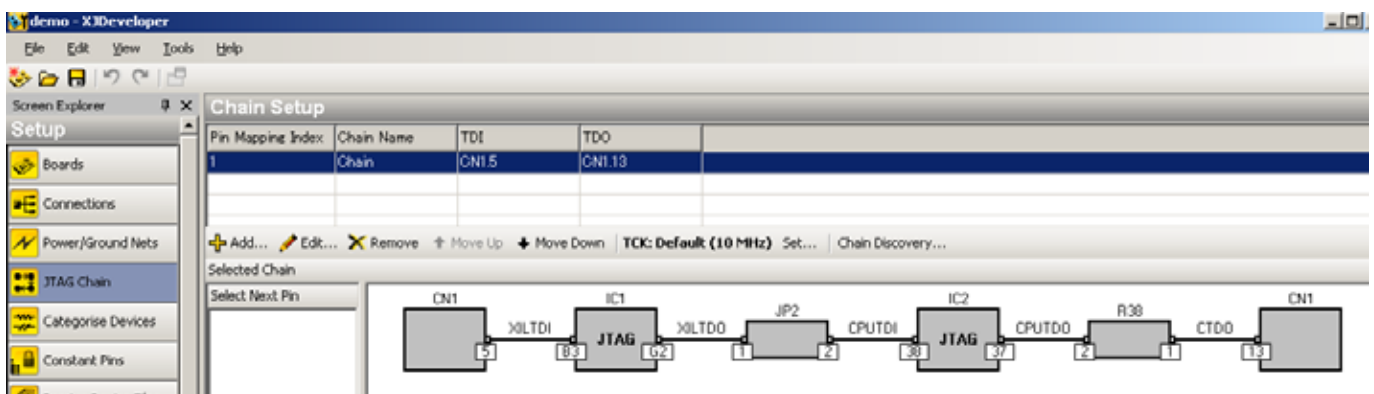 demo - XJDeveloper
File Edit View Tools Help
Screen Explorer
Setup
Boards
Connections
Power/Ground Nets
JTAG Chain
Categorise Devices
Constant Pins
Chain Setup
Pin Mapping Index Chain Name TDI TDO
1 Chain CN1.5 CN1.13
Add... Edit... Remove Move Up Move Down TCK: Default (10 MHz) Set... Chain Discovery...
Selected Chain
Select Next Pin
CN1 IC1 JP2 IC2 R38 CN1
XILTDI XILTDO CPUTDI CPUTDO CTDO
JTAG JTAG
5 B3 G2 1 2 38 37 2 1 13